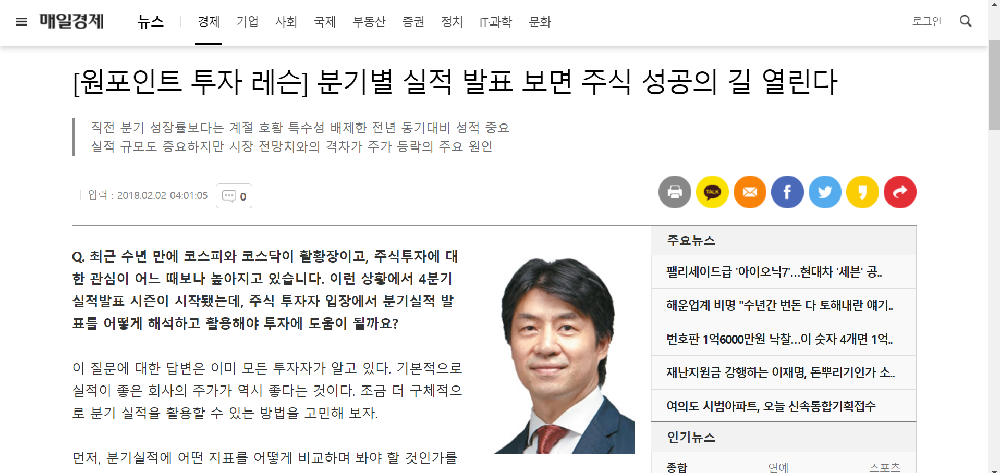 매일경제
뉴스
경제 기업 사회 국제 부동산 증권 정치 IT·과학 문화
로그인
[원포인트 투자 레슨] 분기별 실적 발표 보면 주식 성공의 길 열린다
직전 분기 성장률보다는 계절 호황 특수성 배제한 전년 동기대비 성적 중요
실적 규모도 중요하지만 시장 전망치와의 격차가 주가 등락의 주요 원인
입력 : 2018.02.02 04:01:05
0
TALK
Q. 최근 수년 만에 코스피와 코스닥이 활황장이고, 주식투자에 대
한 관심이 어느 때보나 높아지고 있습니다. 이런 상황에서 4분기
실적발표 시즌이 시작됐는데, 주식 투자자 입장에서 분기실적 발
표를 어떻게 해석하고 활용해야 투자에 도움이 될까요?
이 질문에 대한 답변은 이미 모든 투자자가 알고 있다. 기본적으로
실적이 좋은 회사의 주가가 역시 좋다는 것이다. 조금 더 구체적으
로 분기 실적을 활용할 수 있는 방법을 고민해 보자.
먼저, 분기실적에 어떤 지표를 어떻게 비교하며 봐야 할 것인가를
주요뉴스
팰리세이드급 '아이오닉7'...현대차 '세븐' 공..
해운업계 비명 "수년간 번돈 다 토해내란 얘기..
번호판 1억6000만원 낙찰...이 숫자 4개면 1억..
재난지원금 강행하는 이재명, 돈뿌리기인가 소..
여의도 시범아파트, 오늘 신속통합기획접수
인기뉴스
종합 연예 스포츠